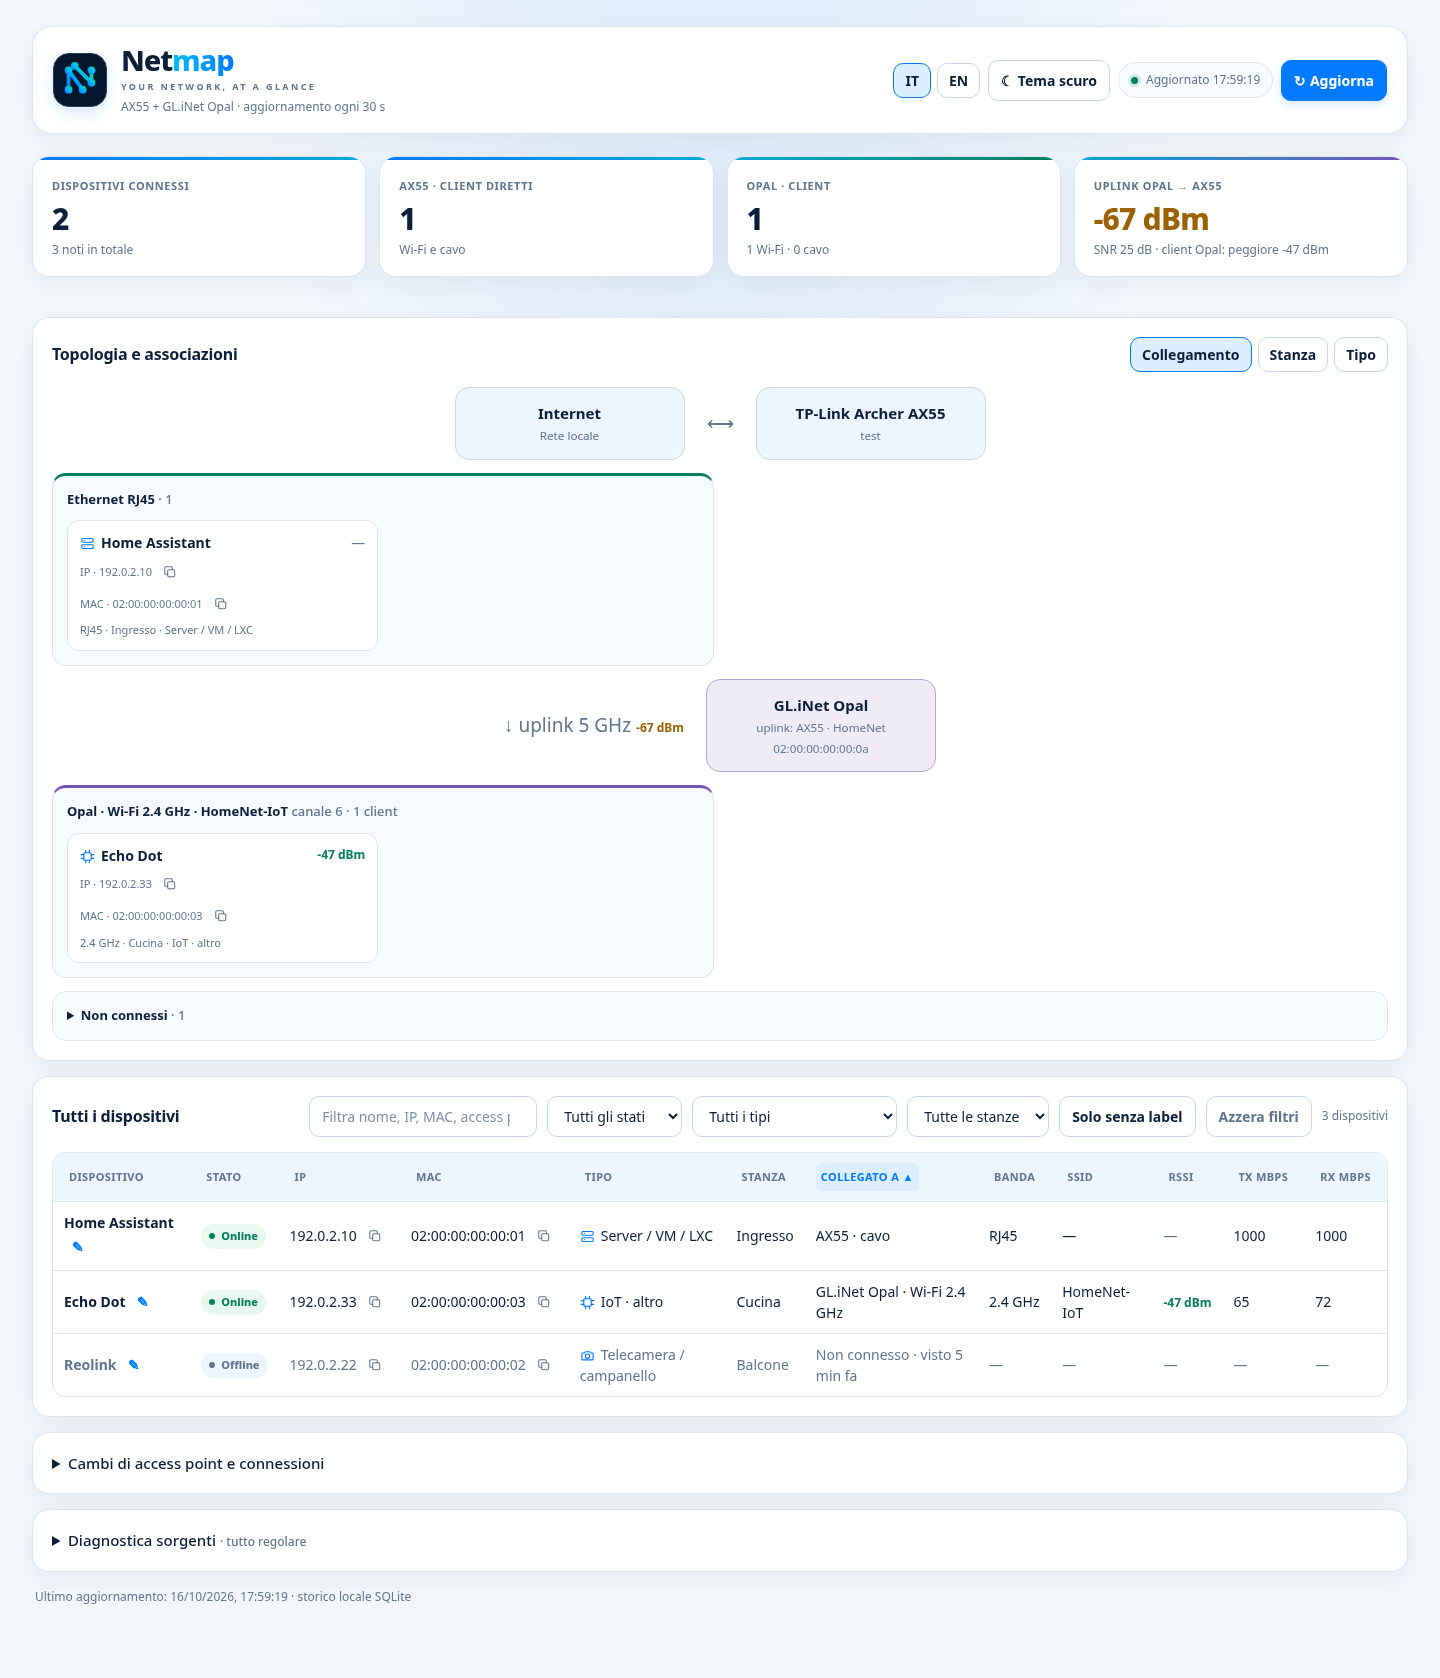 Netmap
YOUR NETWORK, AT A GLANCE
AX55 + GL.iNet Opal · aggiornamento ogni 30 s
IT
EN
☾ Tema scuro
Aggiornato 17:59:19
↻ Aggiorna
DISPOSITIVI CONNESSI
2
3 noti in totale
AX55 · CLIENT DIRETTI
1
Wi-Fi e cavo
OPAL · CLIENT
1
1 Wi-Fi · 0 cavo
UPLINK OPAL → AX55
-67 dBm
SNR 25 dB · client Opal: peggiore -47 dBm
Topologia e associazioni
Collegamento
Stanza
Tipo
Internet
Rete locale
⟷
TP-Link Archer AX55
test
Ethernet RJ45 · 1
Home Assistant —
IP · 192.0.2.10
MAC · 02:00:00:00:00:01
RJ45 · Ingresso · Server / VM / LXC
↓ uplink 5 GHz -67 dBm
GL.iNet Opal
uplink: AX55 · HomeNet
02:00:00:00:00:0a
Opal · Wi-Fi 2.4 GHz · HomeNet-IoT canale 6 · 1 client
Echo Dot -47 dBm
IP · 192.0.2.33
MAC · 02:00:00:00:00:03
2.4 GHz · Cucina · IoT · altro
▶ Non connessi · 1
Tutti i dispositivi
Filtra nome, IP, MAC, access
Tutti gli stati
Tutti i tipi
Tutte le stanze
Solo senza label
Azzera filtri
3 dispositivi
DISPOSITIVO STATO IP MAC TIPO STANZA COLLEGATO A ▲ BANDA SSID RSSI TX MBPS RX MBPS
Home Assistant ✎ Online 192.0.2.10 02:00:00:00:00:01 Server / VM / LXC Ingresso AX55 · cavo RJ45 — — 1000 1000
Echo Dot ✎ Online 192.0.2.33 02:00:00:00:00:03 IoT · altro Cucina GL.iNet Opal · Wi-Fi 2.4 GHz 2.4 GHz HomeNet-IoT -47 dBm 65 72
Reolink ✎ Offline 192.0.2.22 02:00:00:00:00:02 Telecamera / campanello Balcone Non connesso · visto 5 min fa — — — — —
▶ Cambi di access point e connessioni
▶ Diagnostica sorgenti · tutto regolare
Ultimo aggiornamento: 16/10/2026, 17:59:19 · storico locale SQLite